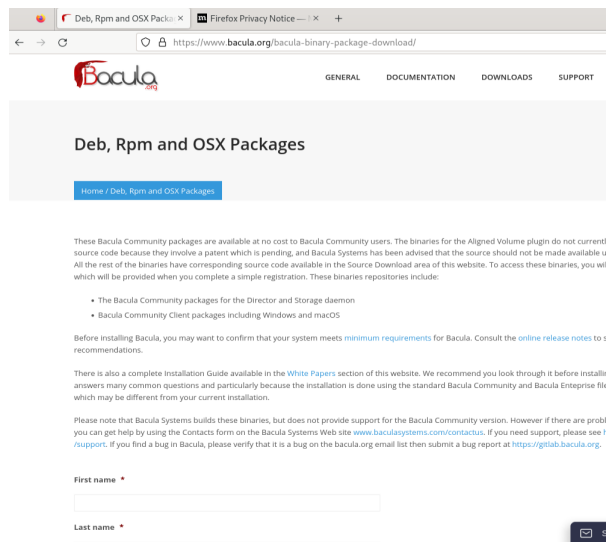 Deb, Rpm and OSX Packa
Firefox Privacy Notice —
https://www.bacula.org/bacula-binary-package-download/
Bacula
.org
GENERAL DOCUMENTATION DOWNLOADS SUPPORT
Deb, Rpm and OSX Packages
Home / Deb, Rpm and OSX Packages
These Bacula Community packages are available at no cost to Bacula Community users. The binaries for the Aligned Volume plugin do not currentl
source code because they involve a patent which is pending, and Bacula Systems has been advised that the source should not be made available u
All the rest of the binaries have corresponding source code available in the Source Download area of this website. To access these binaries, you wil
which will be provided when you complete a simple registration. These binaries repositories include:
• The Bacula Community packages for the Director and Storage daemon
• Bacula Community Client packages including Windows and macOS
Before installing Bacula, you may want to confirm that your system meets minimum requirements for Bacula. Consult the online release notes to s
recommendations.
There is also a complete Installation Guide available in the White Papers section of this website. We recommend you look through it before installin
answers many common questions and particularly because the installation is done using the standard Bacula Community and Bacula Enteprise file
which may be different from your current installation.
Please note that Bacula Systems builds these binaries, but does not provide support for the Bacula Community version. However if there are probl
you can get help by using the Contacts form on the Bacula Systems Web site www.baculasystems.com/contactus. If you need support, please see h
/support. If you find a bug in Bacula, please verify that it is a bug on the bacula.org email list then submit a bug report at https://gitlab.bacula.org.
First name *
Last name *
S